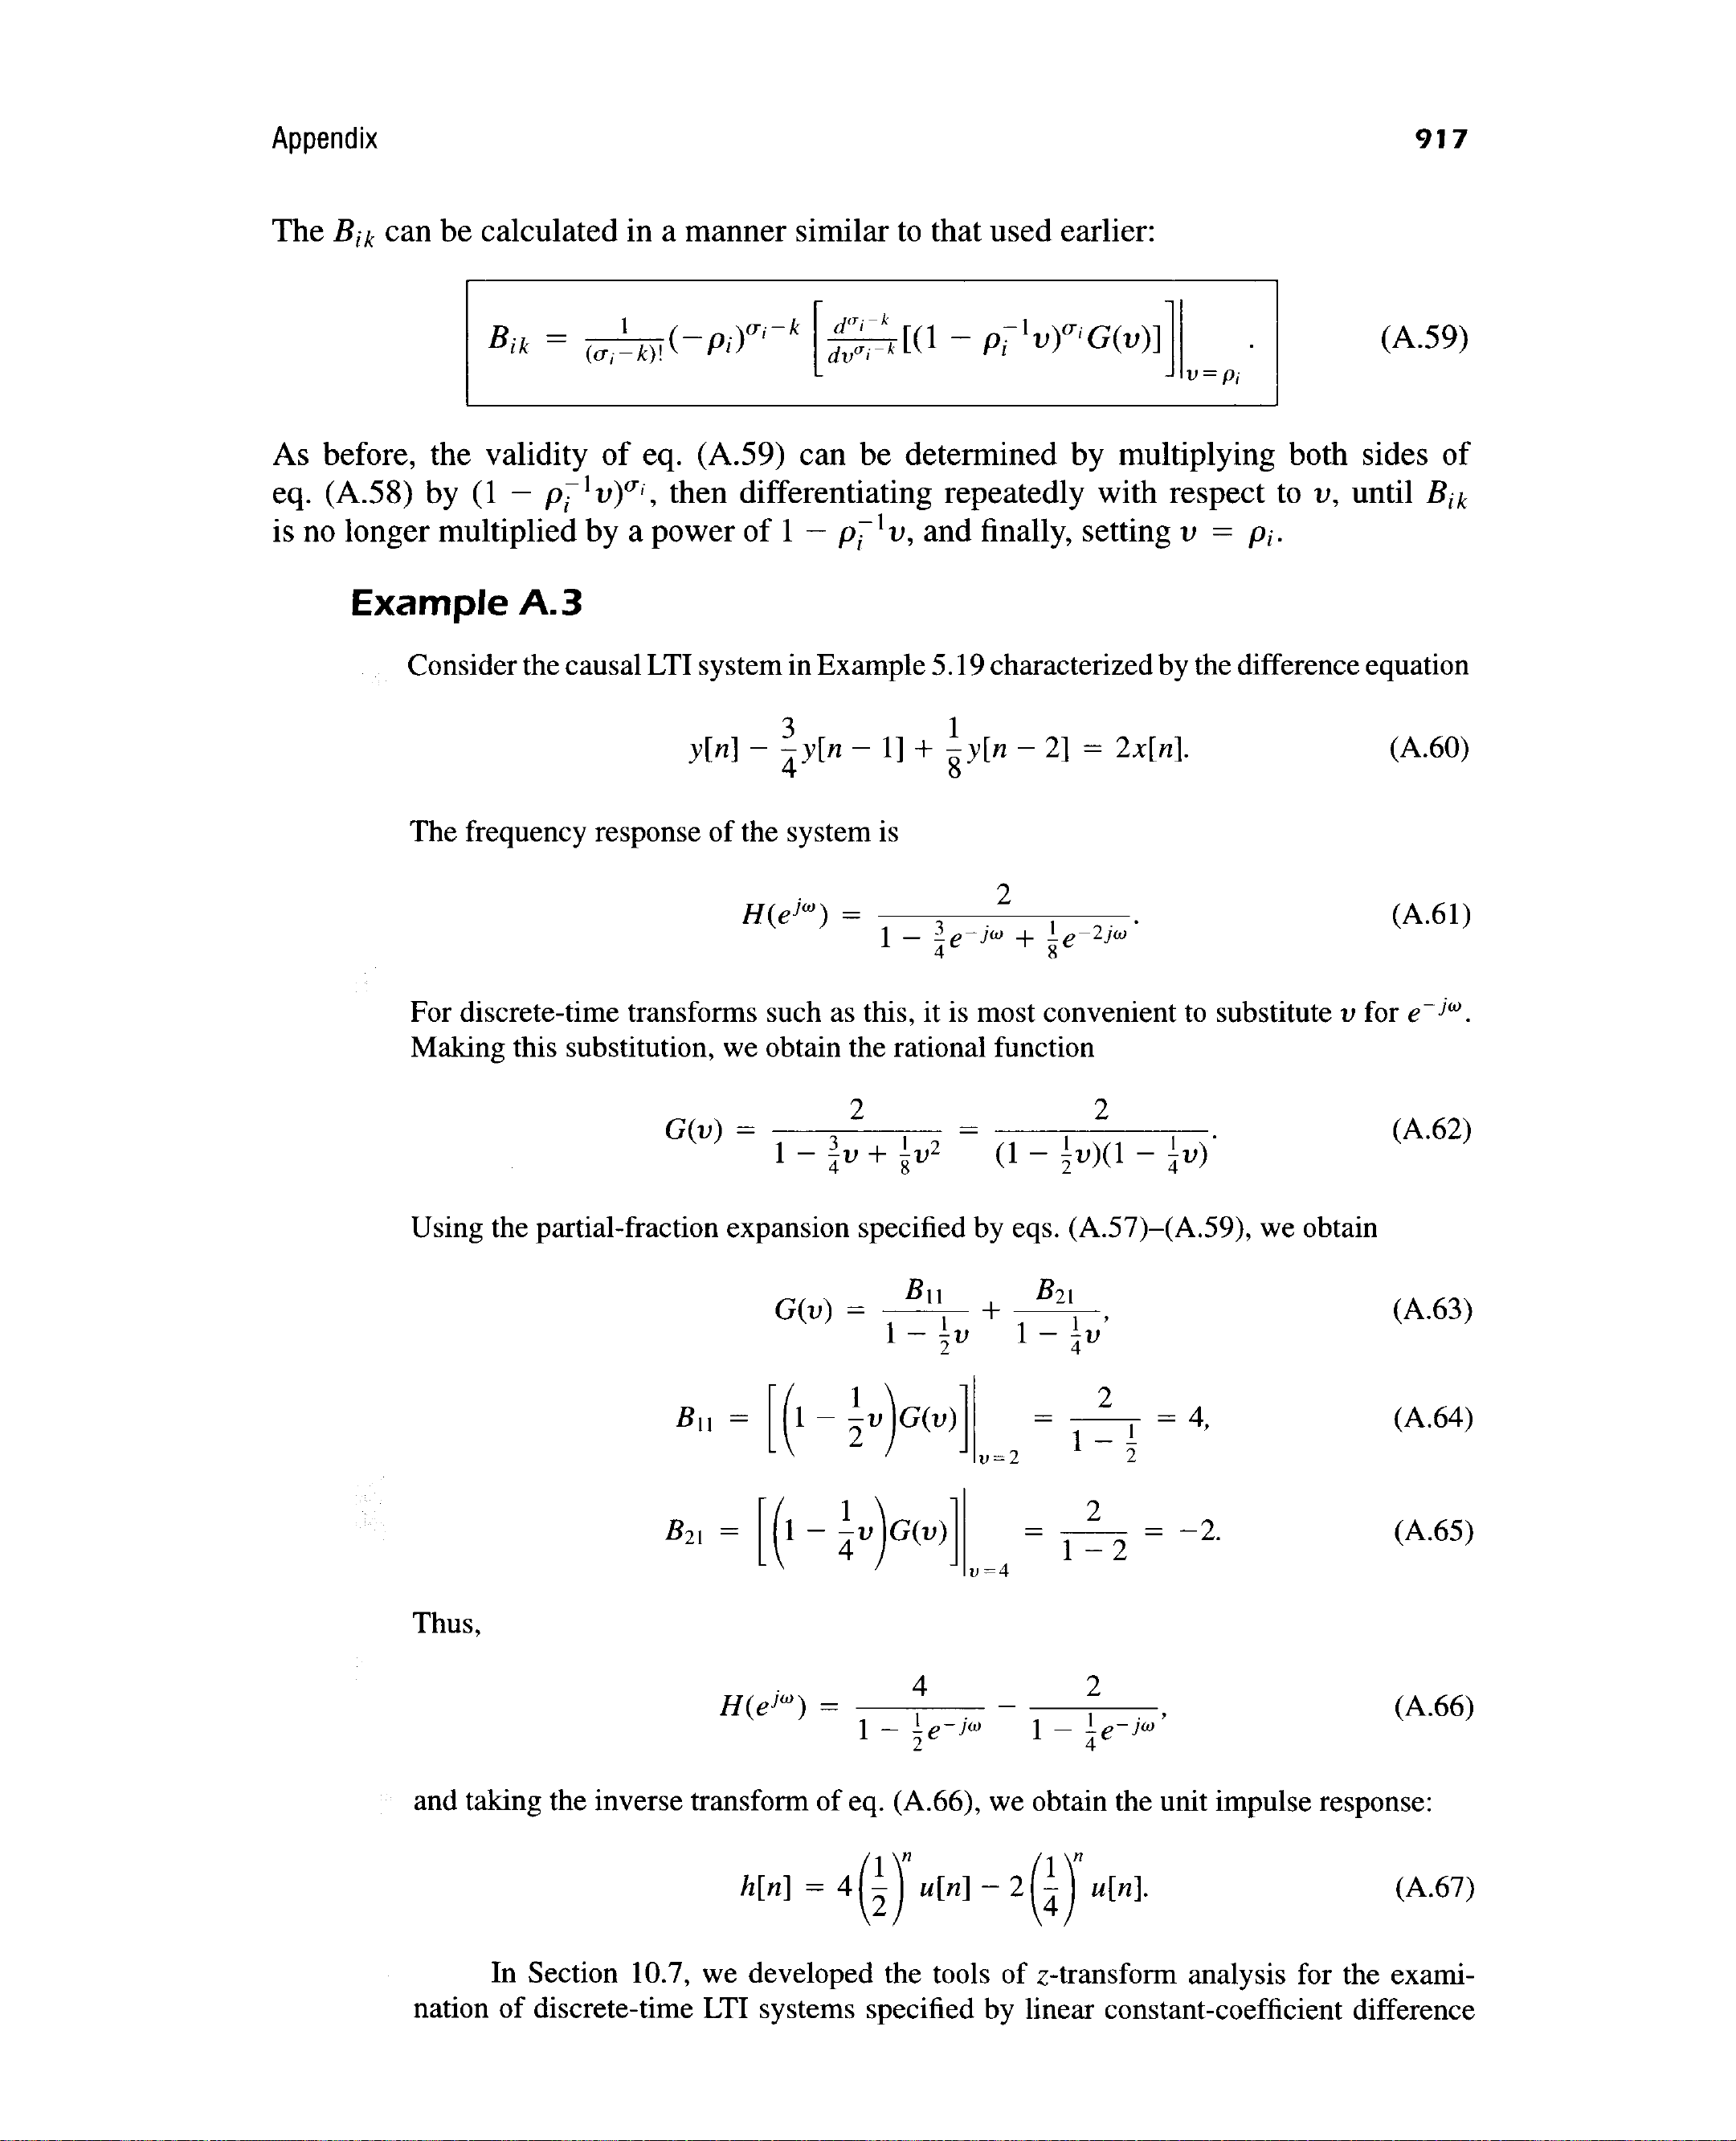 Appendix 917
The B_{ik} can be calculated in a manner similar to that used earlier:
B_{ik} = \frac{1}{(\sigma_i-k)!}(-\rho_i)^{\sigma_i-k} \left[ \frac{d^{\sigma_i-k}}{dv^{\sigma_i-k}}[(1 - \rho_i^{-1}v)^{\sigma_i}G(v)] \right]\bigg|_{v=\rho_i}. (A.59)
As before, the validity of eq. (A.59) can be determined by multiplying both sides of
eq. (A.58) by (1 - \rho_i^{-1}v)^{\sigma_i}, then differentiating repeatedly with respect to v, until B_{ik}
is no longer multiplied by a power of 1 - \rho_i^{-1}v, and finally, setting v = \rho_i.
Example A.3
Consider the causal LTI system in Example 5.19 characterized by the difference equation
y[n] - \frac{3}{4}y[n - 1] + \frac{1}{8}y[n - 2] = 2x[n]. (A.60)
The frequency response of the system is
H(e^{j\omega}) = \frac{2}{1 - \frac{3}{4}e^{-j\omega} + \frac{1}{8}e^{-2j\omega}}. (A.61)
For discrete-time transforms such as this, it is most convenient to substitute v for e^{-j\omega}.
Making this substitution, we obtain the rational function
G(v) = \frac{2}{1 - \frac{3}{4}v + \frac{1}{8}v^2} = \frac{2}{(1 - \frac{1}{2}v)(1 - \frac{1}{4}v)}. (A.62)
Using the partial-fraction expansion specified by eqs. (A.57)–(A.59), we obtain
G(v) = \frac{B_{11}}{1 - \frac{1}{2}v} + \frac{B_{21}}{1 - \frac{1}{4}v}, (A.63)
B_{11} = \left[\left(1 - \frac{1}{2}v\right)G(v)\right]\bigg|_{v=2} = \frac{2}{1 - \frac{1}{2}} = 4, (A.64)
B_{21} = \left[\left(1 - \frac{1}{4}v\right)G(v)\right]\bigg|_{v=4} = \frac{2}{1 - 2} = -2. (A.65)
Thus,
H(e^{j\omega}) = \frac{4}{1 - \frac{1}{2}e^{-j\omega}} - \frac{2}{1 - \frac{1}{4}e^{-j\omega}}, (A.66)
and taking the inverse transform of eq. (A.66), we obtain the unit impulse response:
h[n] = 4\left(\frac{1}{2}\right)^n u[n] - 2\left(\frac{1}{4}\right)^n u[n]. (A.67)
In Section 10.7, we developed the tools of z-transform analysis for the exami-
nation of discrete-time LTI systems specified by linear constant-coefficient difference